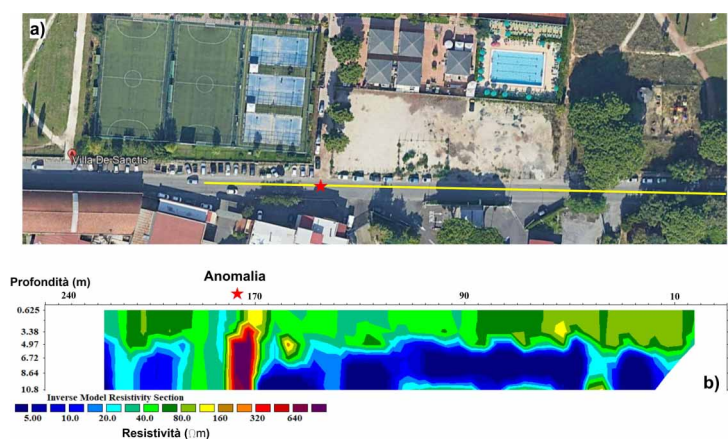 a)
Villa De Sanctis
Profondità (m)
Anomalia
240 170 90 10
0.625
3.38
4.97
6.72
8.64
10.8
b)
Inverse Model Resistivity Section
5.00 10.0 20.0 40.0 80.0 160 320 640
Resistività (Ωm)